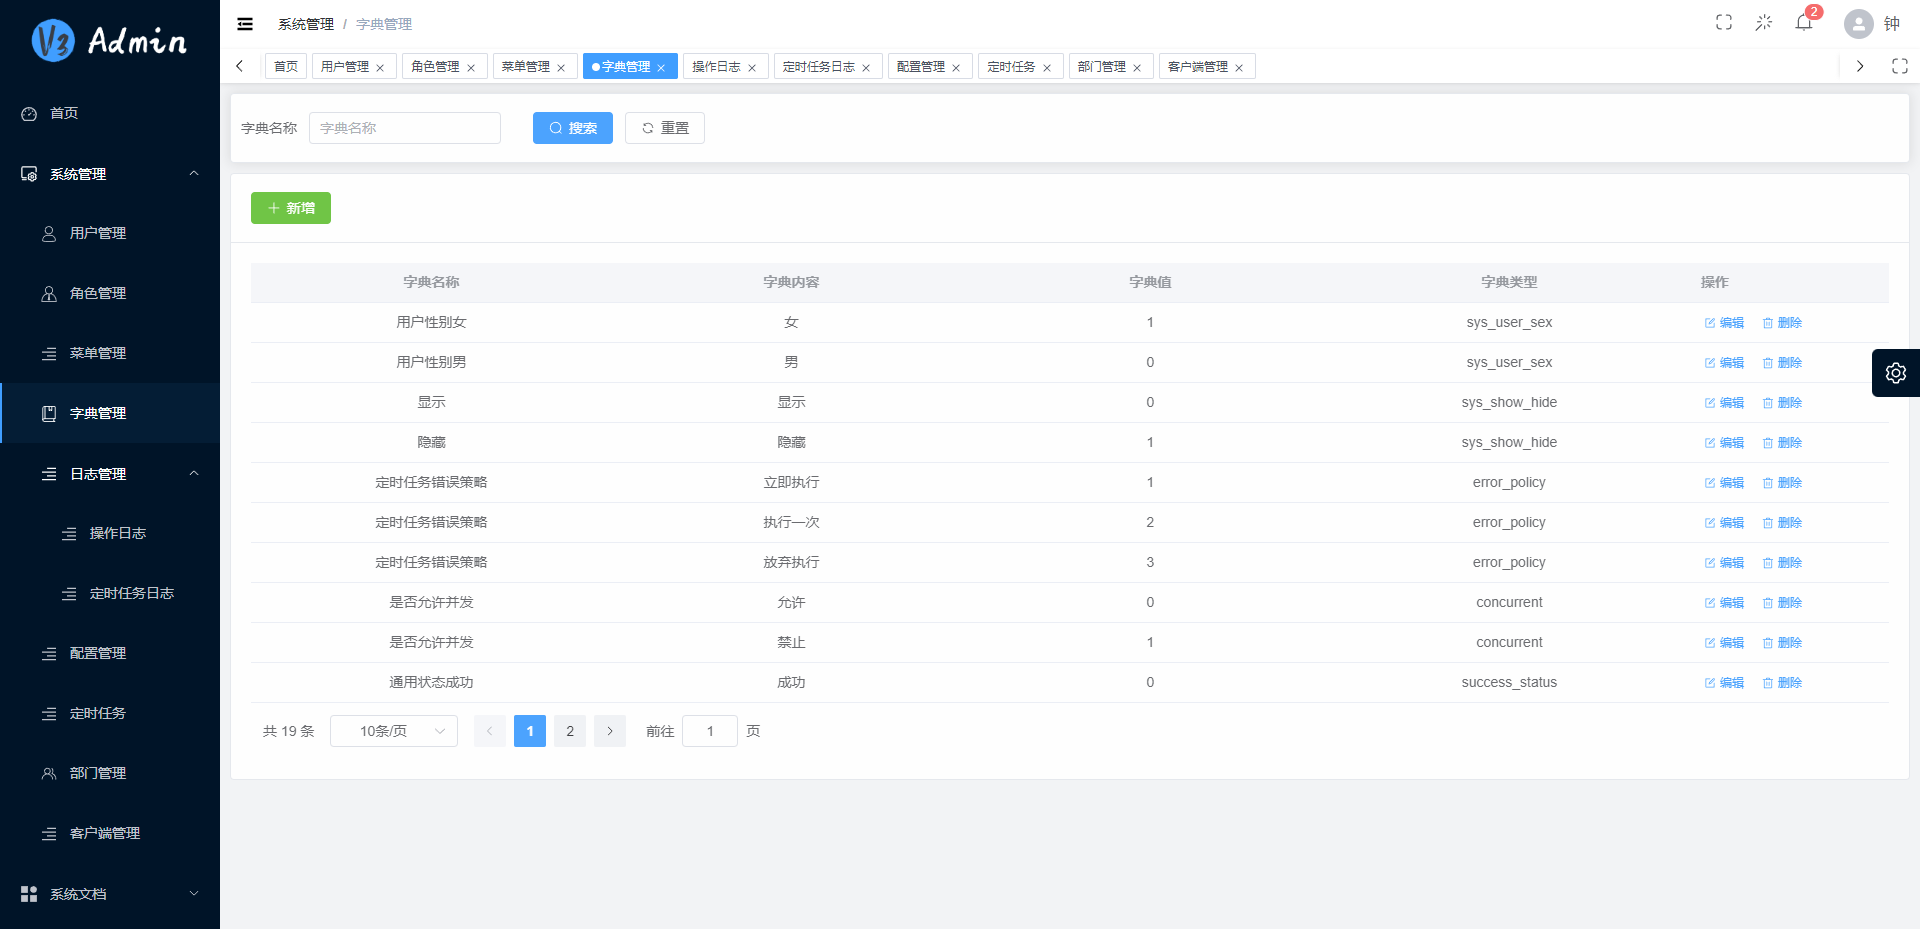 V3 Admin
首页
系统管理
用户管理
角色管理
菜单管理
字典管理
日志管理
操作日志
定时任务日志
配置管理
定时任务
部门管理
客户端管理
系统文档
系统管理 / 字典管理
2
钟
首页 用户管理 角色管理 菜单管理 字典管理 操作日志 定时任务日志 配置管理 定时任务 部门管理 客户端管理
字典名称 字典名称 搜索 重置
新增
字典名称 字典内容 字典值 字典类型 操作
用户性别女 女 1 sys_user_sex 编辑 删除
用户性别男 男 0 sys_user_sex 编辑 删除
显示 显示 0 sys_show_hide 编辑 删除
隐藏 隐藏 1 sys_show_hide 编辑 删除
定时任务错误策略 立即执行 1 error_policy 编辑 删除
定时任务错误策略 执行一次 2 error_policy 编辑 删除
定时任务错误策略 放弃执行 3 error_policy 编辑 删除
是否允许并发 允许 0 concurrent 编辑 删除
是否允许并发 禁止 1 concurrent 编辑 删除
通用状态成功 成功 0 success_status 编辑 删除
共 19 条 10条/页 1 2 前往 1 页